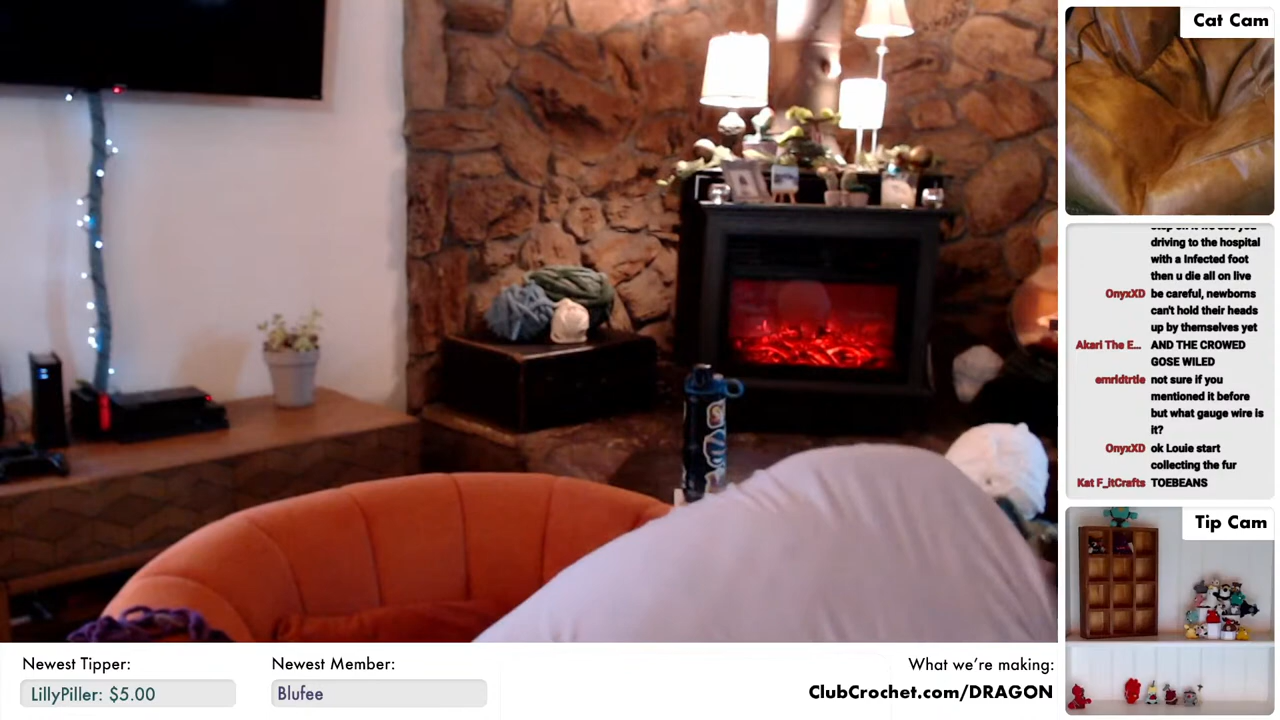 Cat Cam
driving to the hospital
with a Infected foot
then u die all on live
OnyxXD be careful, newborns
can't hold their heads
up by themselves yet
Akari The E... AND THE CROWED
GOSE WILED
emridtrtle not sure if you
mentioned it before
but what gauge wire is
it?
OnyxXD ok Louie start
collecting the fur
Kat F_itCrafts TOEBEANS
Tip Cam
Newest Tipper:
LillyPiller: $5.00
Newest Member:
Blufee
What we're making:
ClubCrochet.com/DRAGON